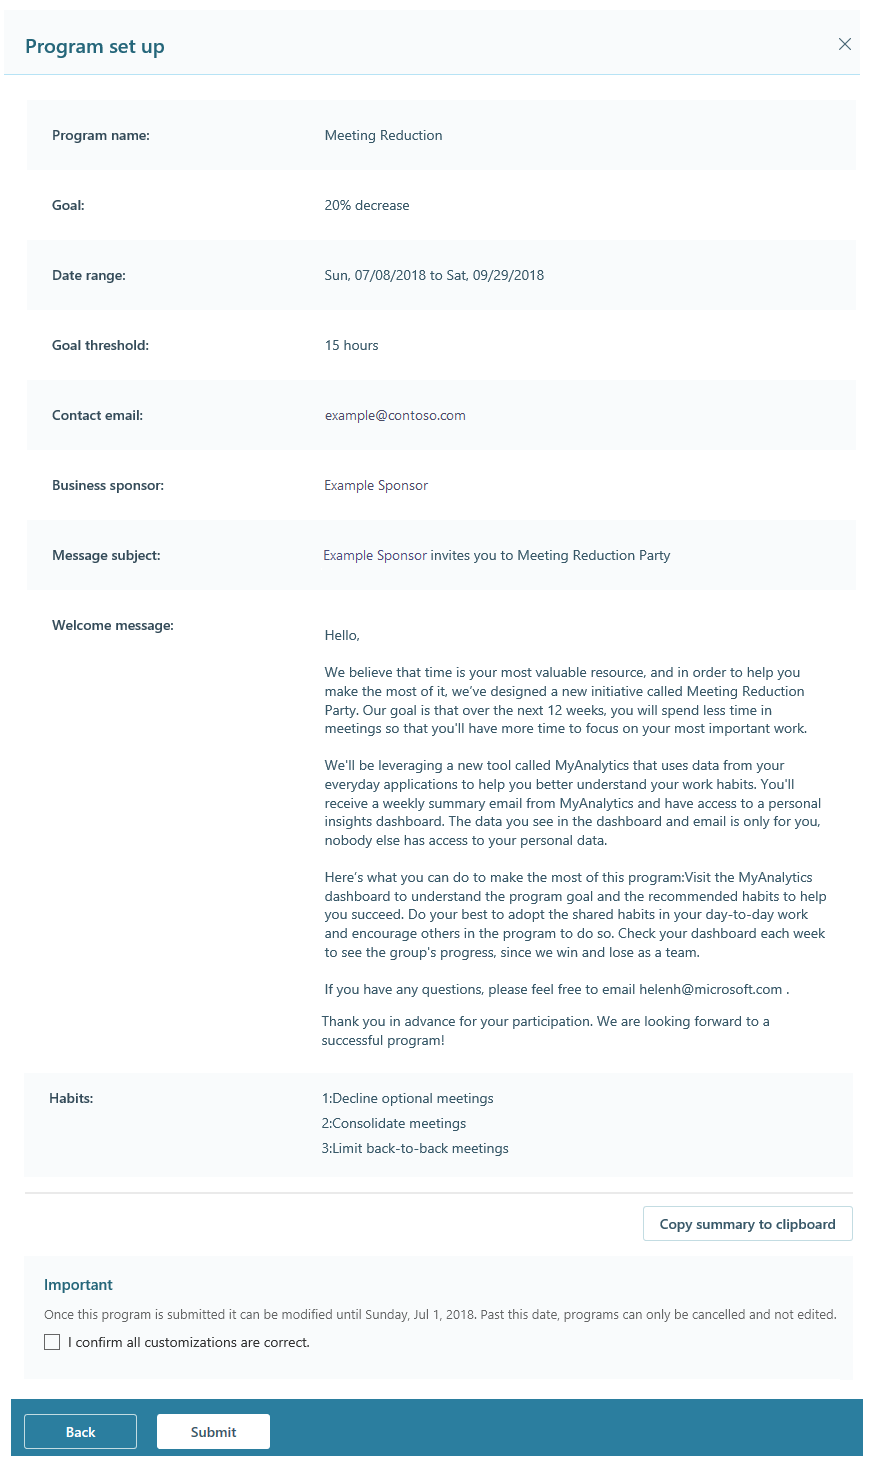 Program set up
Program name: Meeting Reduction
Goal: 20% decrease
Date range: Sun, 07/08/2018 to Sat, 09/29/2018
Goal threshold: 15 hours
Contact email: example@contoso.com
Business sponsor: Example Sponsor
Message subject: Example Sponsor invites you to Meeting Reduction Party
Welcome message:
Hello,
We believe that time is your most valuable resource, and in order to help you
make the most of it, we've designed a new initiative called Meeting Reduction
Party. Our goal is that over the next 12 weeks, you will spend less time in
meetings so that you'll have more time to focus on your most important work.
We'll be leveraging a new tool called MyAnalytics that uses data from your
everyday applications to help you better understand your work habits. You'll
receive a weekly summary email from MyAnalytics and have access to a personal
insights dashboard. The data you see in the dashboard and email is only for you,
nobody else has access to your personal data.
Here's what you can do to make the most of this program:Visit the MyAnalytics
dashboard to understand the program goal and the recommended habits to help
you succeed. Do your best to adopt the shared habits in your day-to-day work
and encourage others in the program to do so. Check your dashboard each week
to see the group's progress, since we win and lose as a team.
If you have any questions, please feel free to email helenh@microsoft.com .
Thank you in advance for your participation. We are looking forward to a
successful program!
Habits: 1:Decline optional meetings
2:Consolidate meetings
3:Limit back-to-back meetings
Copy summary to clipboard
Important
Once this program is submitted it can be modified until Sunday, Jul 1, 2018. Past this date, programs can only be cancelled and not edited.
I confirm all customizations are correct.
Back Submit